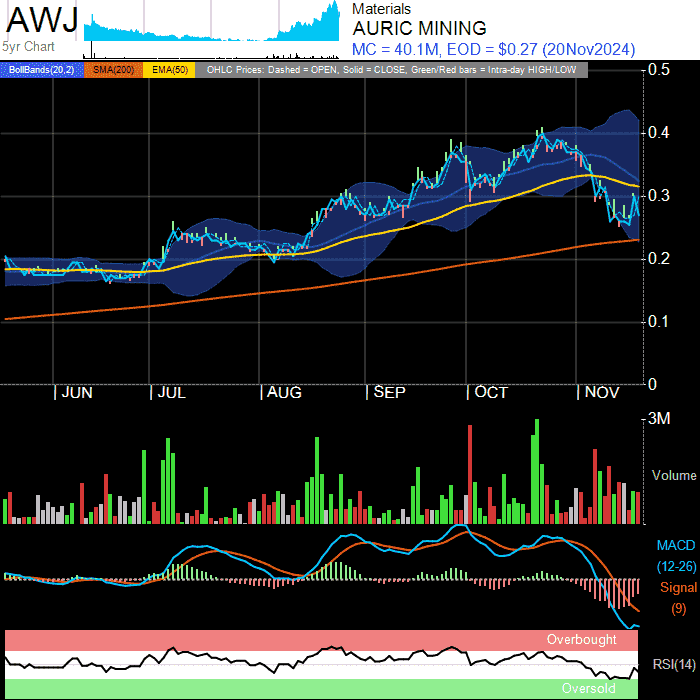 AWJ
5yr Chart
Materials
AURIC MINING
MC = 40.1M, EOD = $0.27 (20Nov2024)
BollBands(20,2) SMA(200) EMA(50) OHLC Prices: Dashed = OPEN, Solid = CLOSE, Green/Red bars = Intra-day HIGH/LOW
0.5
0.4
0.3
0.2
0.1
0
| JUN | JUL | AUG | SEP | OCT | NOV
3M
Volume
MACD
(12-26)
Signal
(9)
Overbought
RSI(14)
Oversold